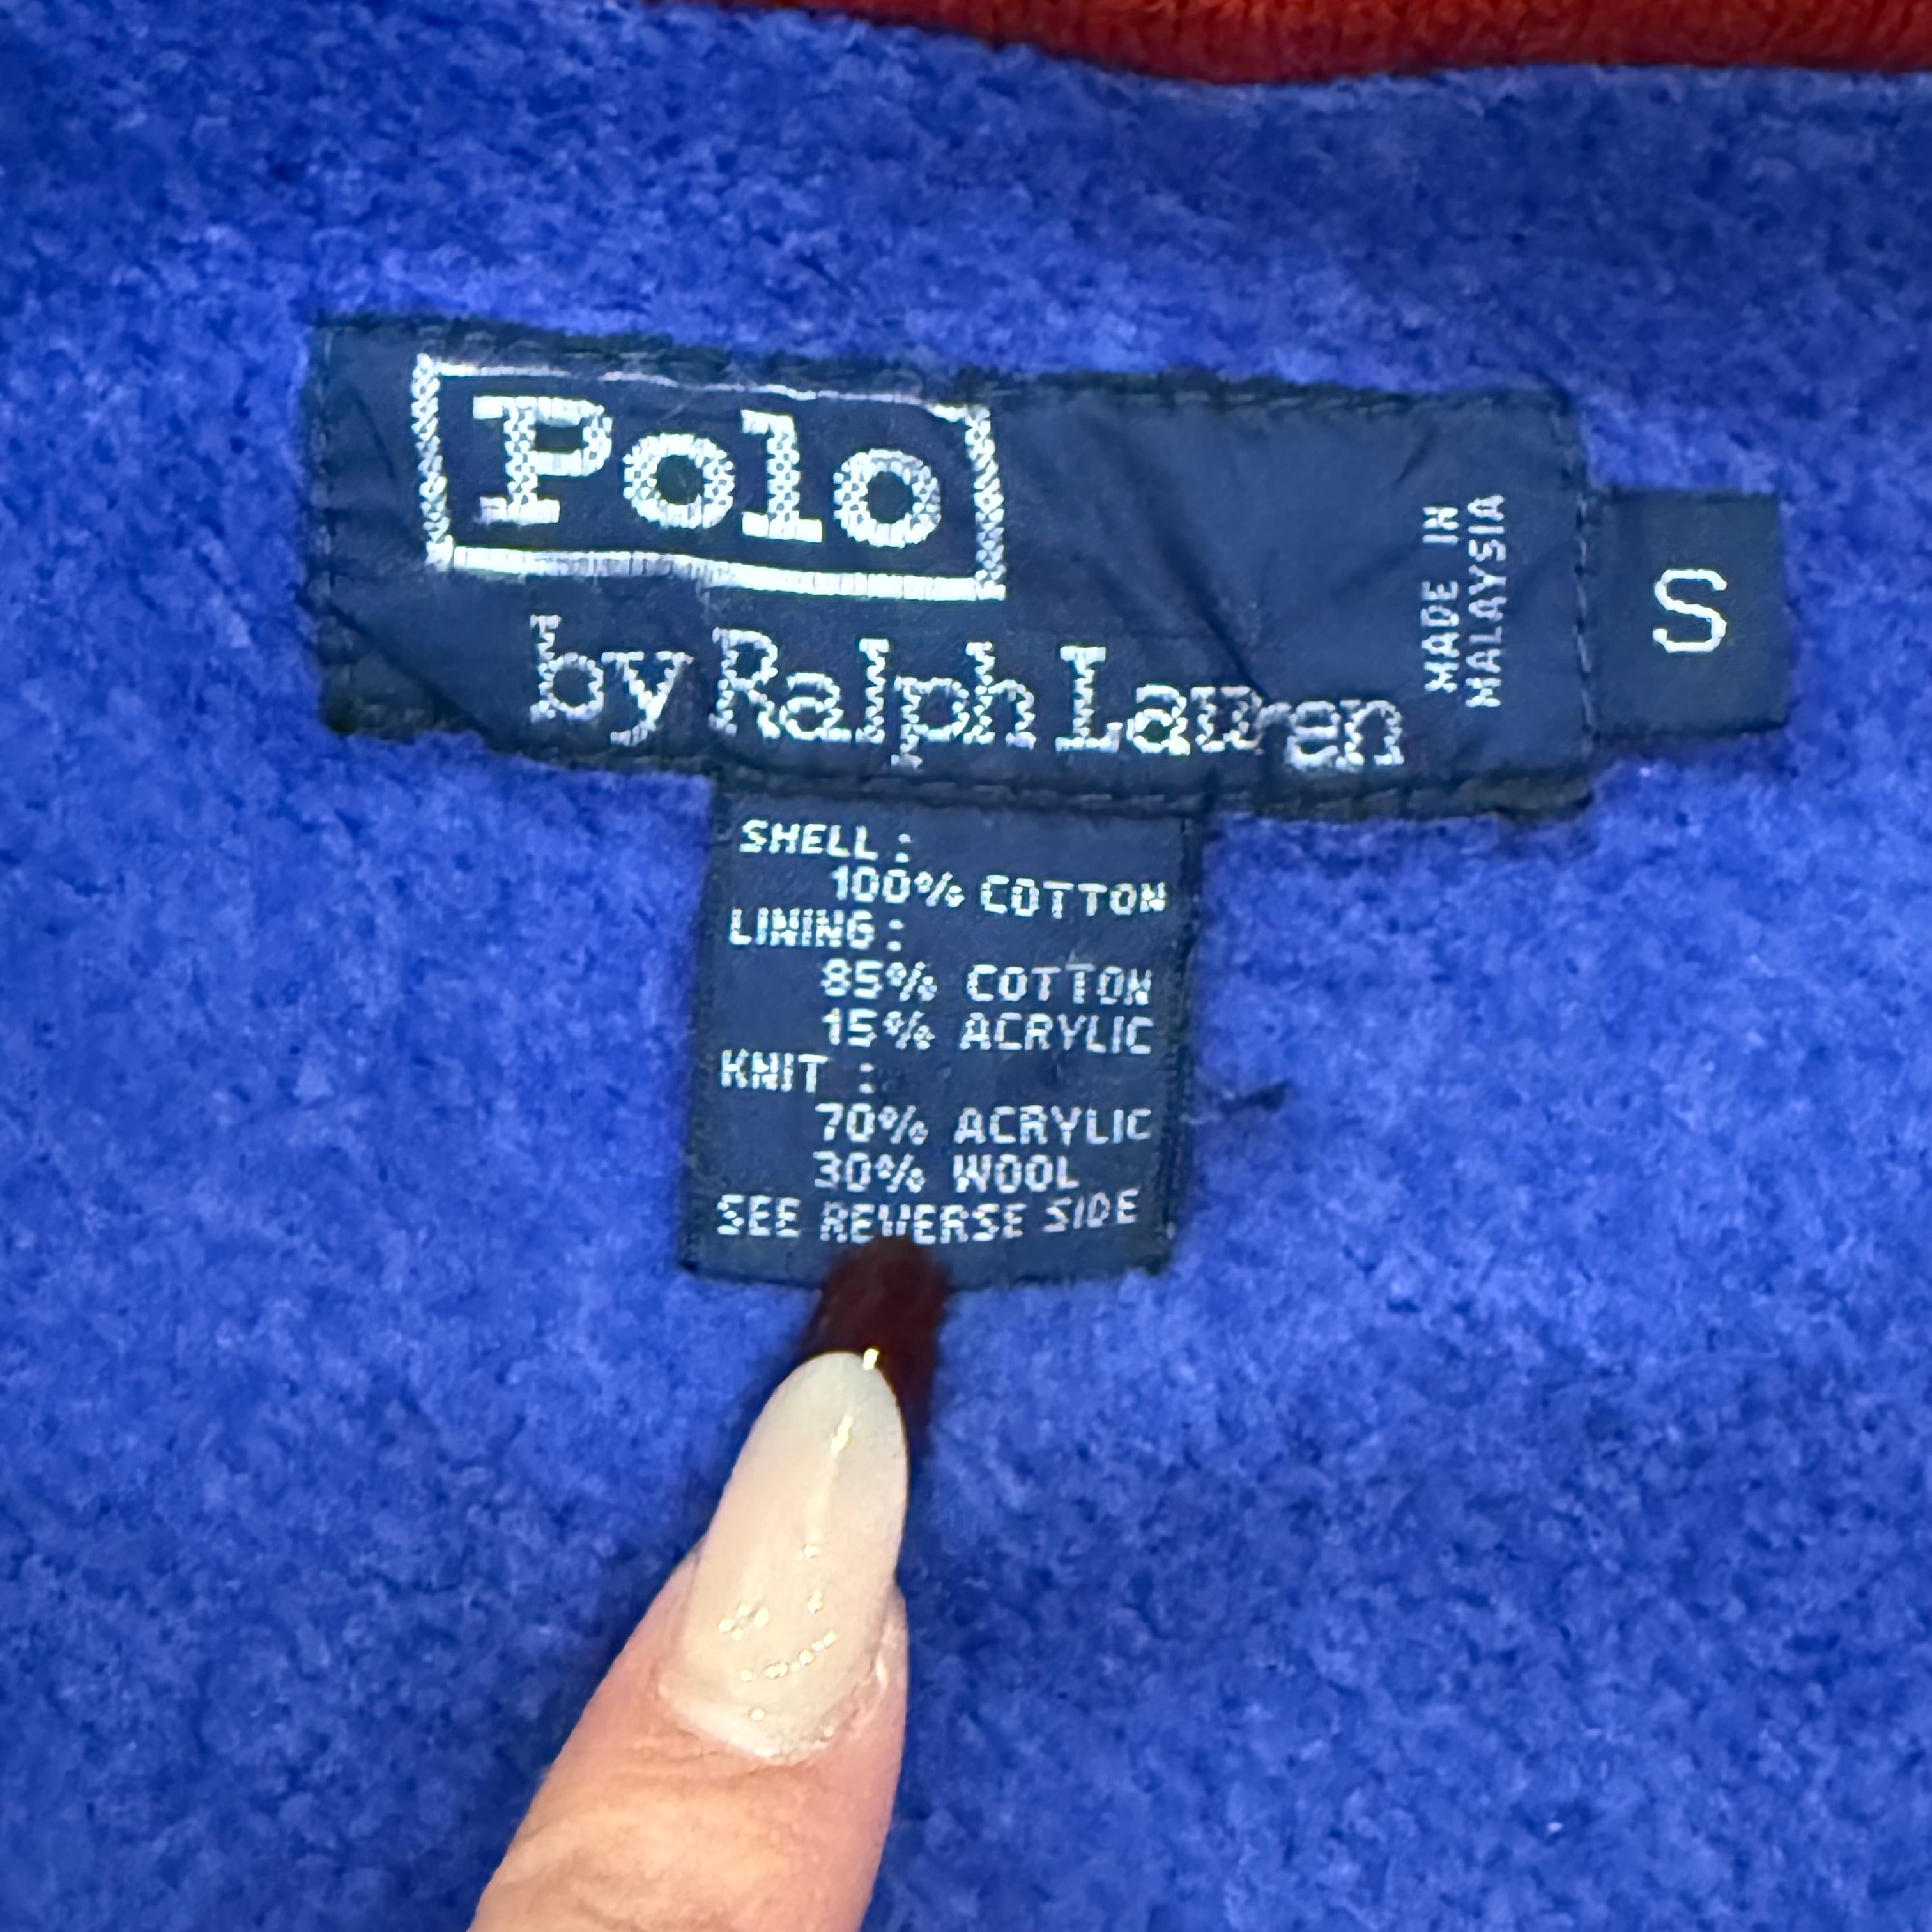 Polo
by Ralph Lauren
MADE IN
MALAYSIA
S
SHELL :
100% COTTON
LINING :
85% COTTON
15% ACRYLIC
KNIT :
70% ACRYLIC
30% WOOL
SEE REVERSE SIDE